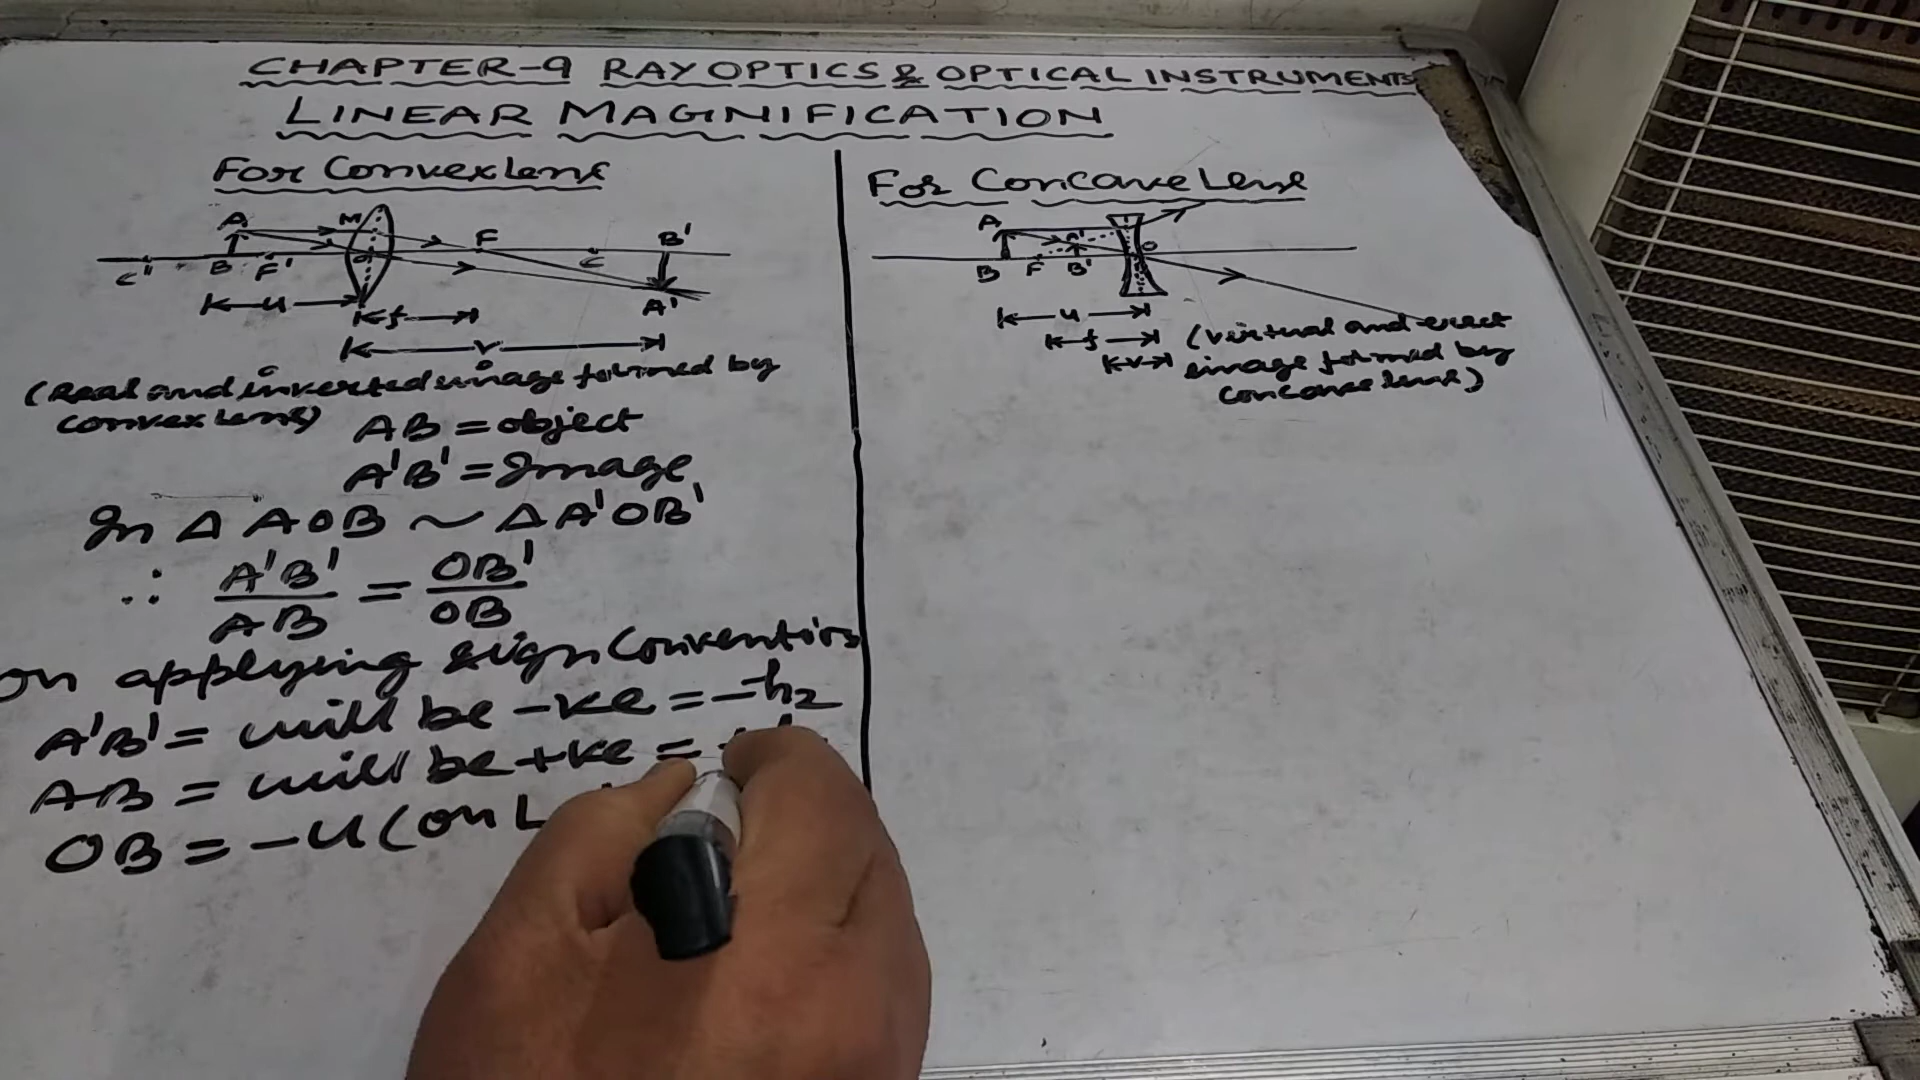 CHAPTER-9 RAY OPTICS & OPTICAL INSTRUMENTS
LINEAR MAGNIFICATION
For Convex lens
A M F B'
C' B F' O C A'
u
f
v
(Real and inverted image formed by
convex lens)
AB = object
A'B' = Image
In Δ AOB ~ Δ A'OB'
∴ A'B'/AB = OB'/OB
on applying sign Conventions
A'B' = will be -ve = -h2
AB = will be +ve =
OB = -u (on L
For Concave Lens
A A' O
B F B'
u
f
v
(virtual and erect
image formed by
concave lens)